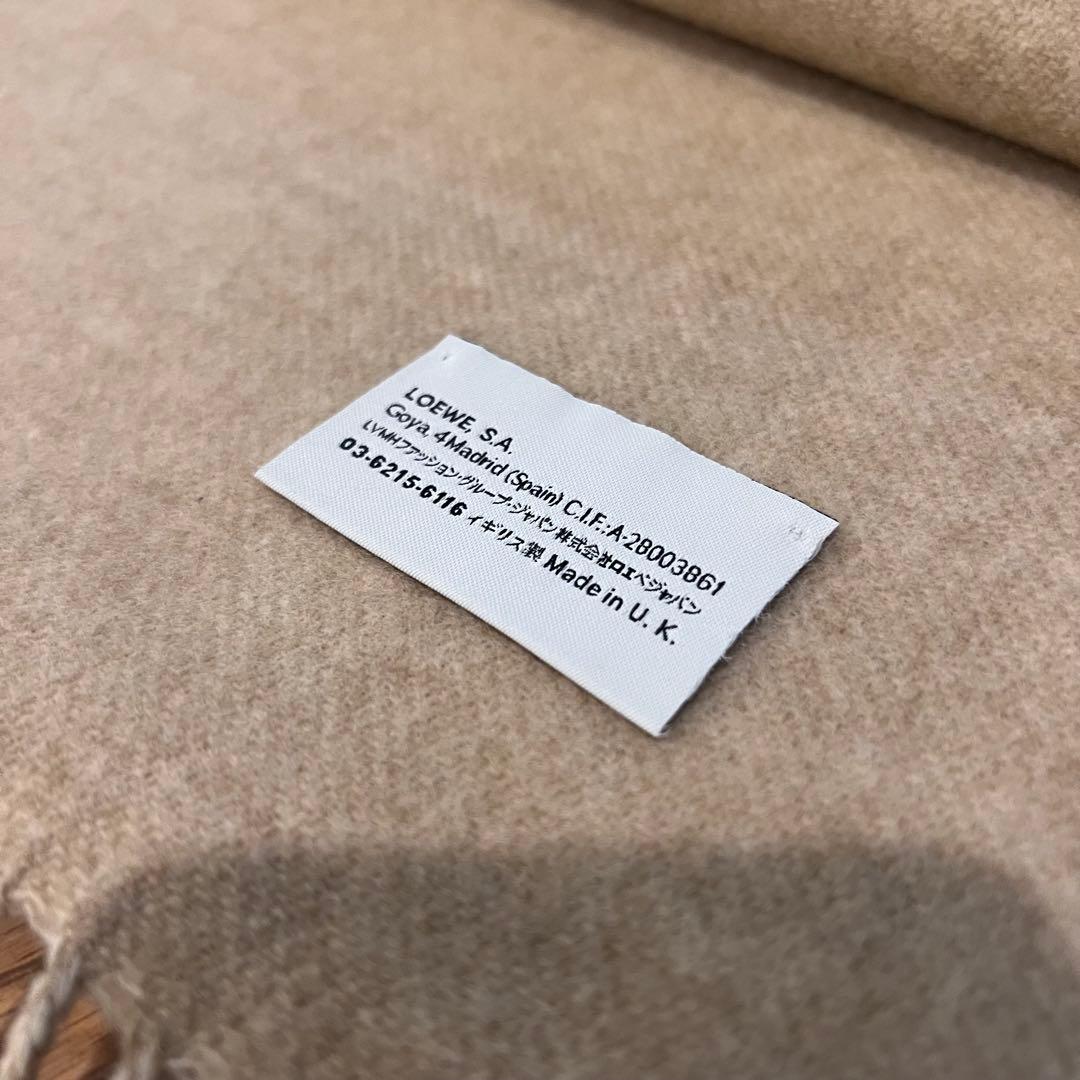 LOEWE, S.A.
Goya, 4 Madrid (Spain) C.I.F.: A-28003861
LVMHファッション・グループ・ジャパン株式会社ロエベジャパン
03-6215-6116 イギリス製 Made in U. K.